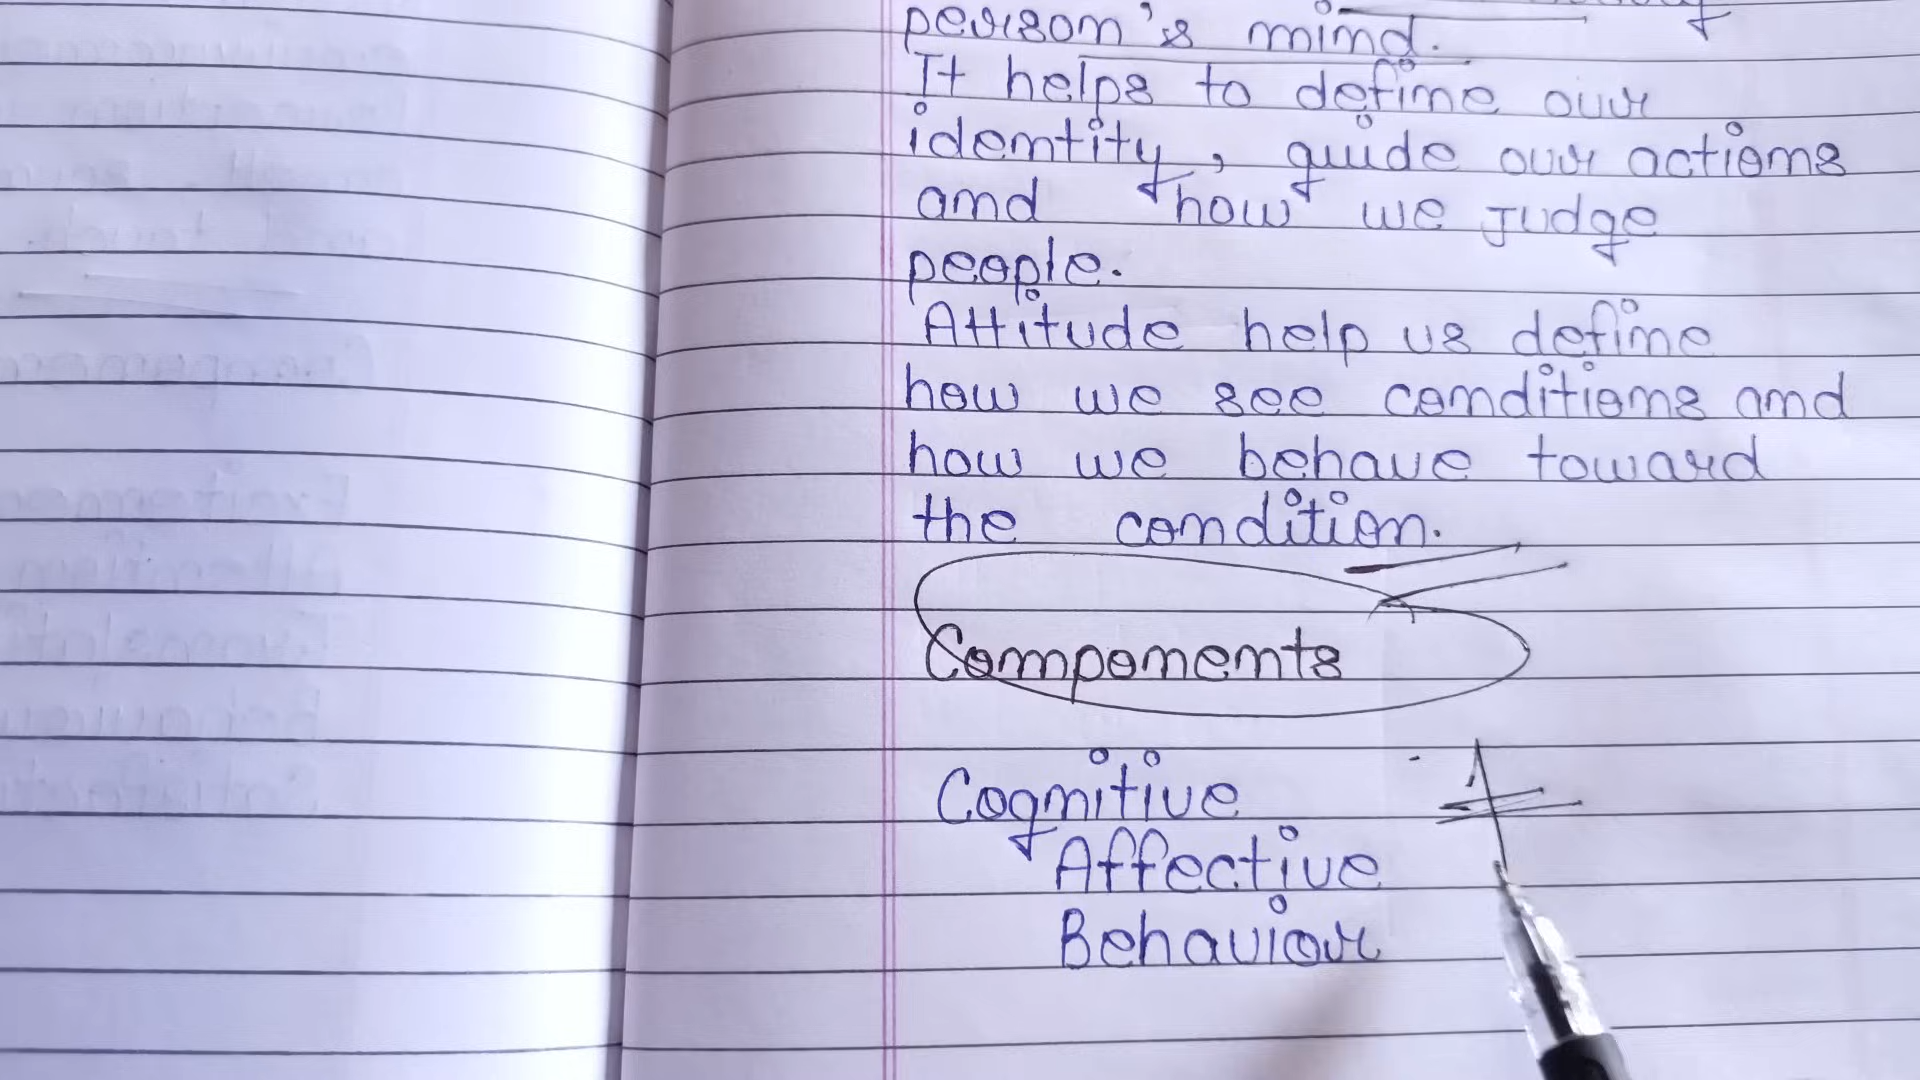 person's mind.
It helps to define our
identity, guide our actions
and how we Judge
people.
Attitude help us define
how we see conditions and
how we behave toward
the condition.
Components
Cognitive
Affective
Behaviour